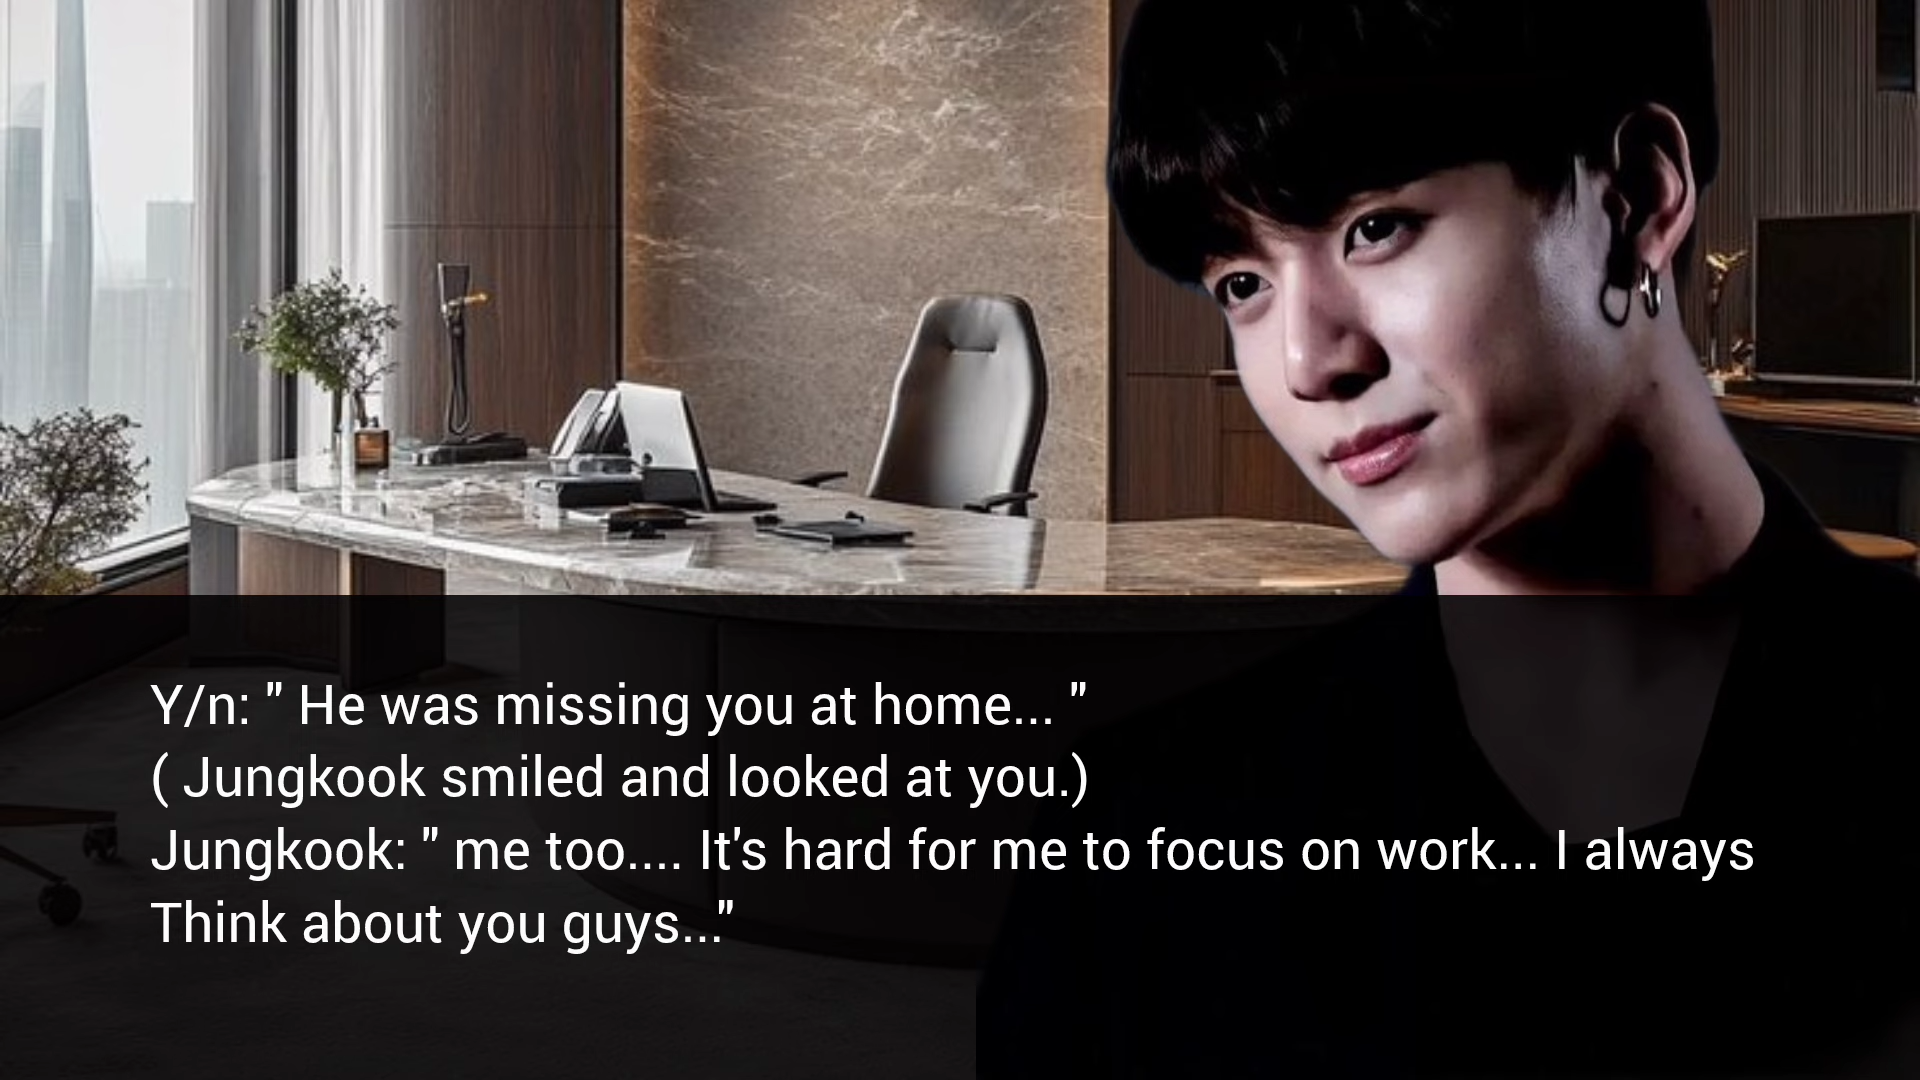 Y/n: " He was missing you at home... "
( Jungkook smiled and looked at you.)
Jungkook: " me too.... It's hard for me to focus on work... I always
Think about you guys..."